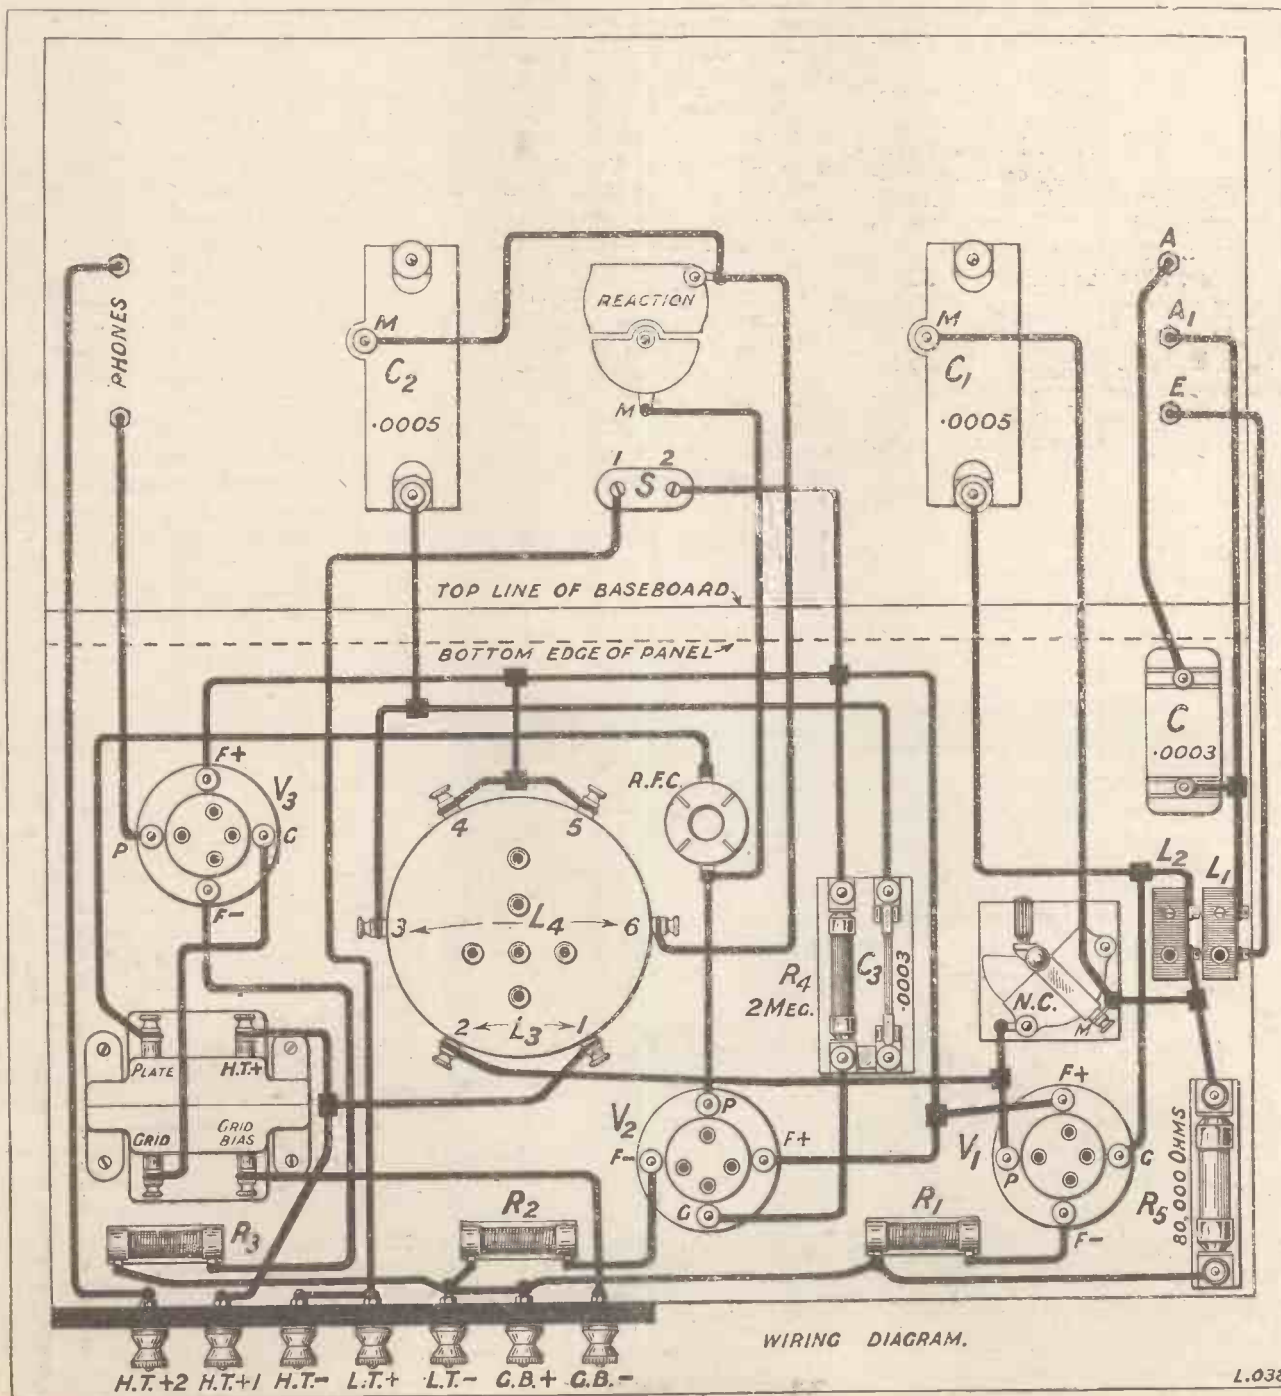 PHONES
M
C2
.0005
REACTION
M
1 S 2
M
C1
.0005
A
A1
E
TOP LINE OF BASEBOARD
BOTTOM EDGE OF PANEL
C
.0003
F+
V3
P
G
F-
R.F.C.
4
5
3
L4
6
2
L3
1
R4
2 MEG.
C3
.0003
L2
L1
N.C.
M
PLATE
H.T.+
GRID
GRID
BIAS
V2
P
F-
F+
G
F+
V1
P
G
F-
R5
80,000 OHMS
R3
R2
R1
H.T.+2 H.T.+1 H.T.- L.T.+ L.T.- G.B.+ G.B.-
WIRING DIAGRAM.